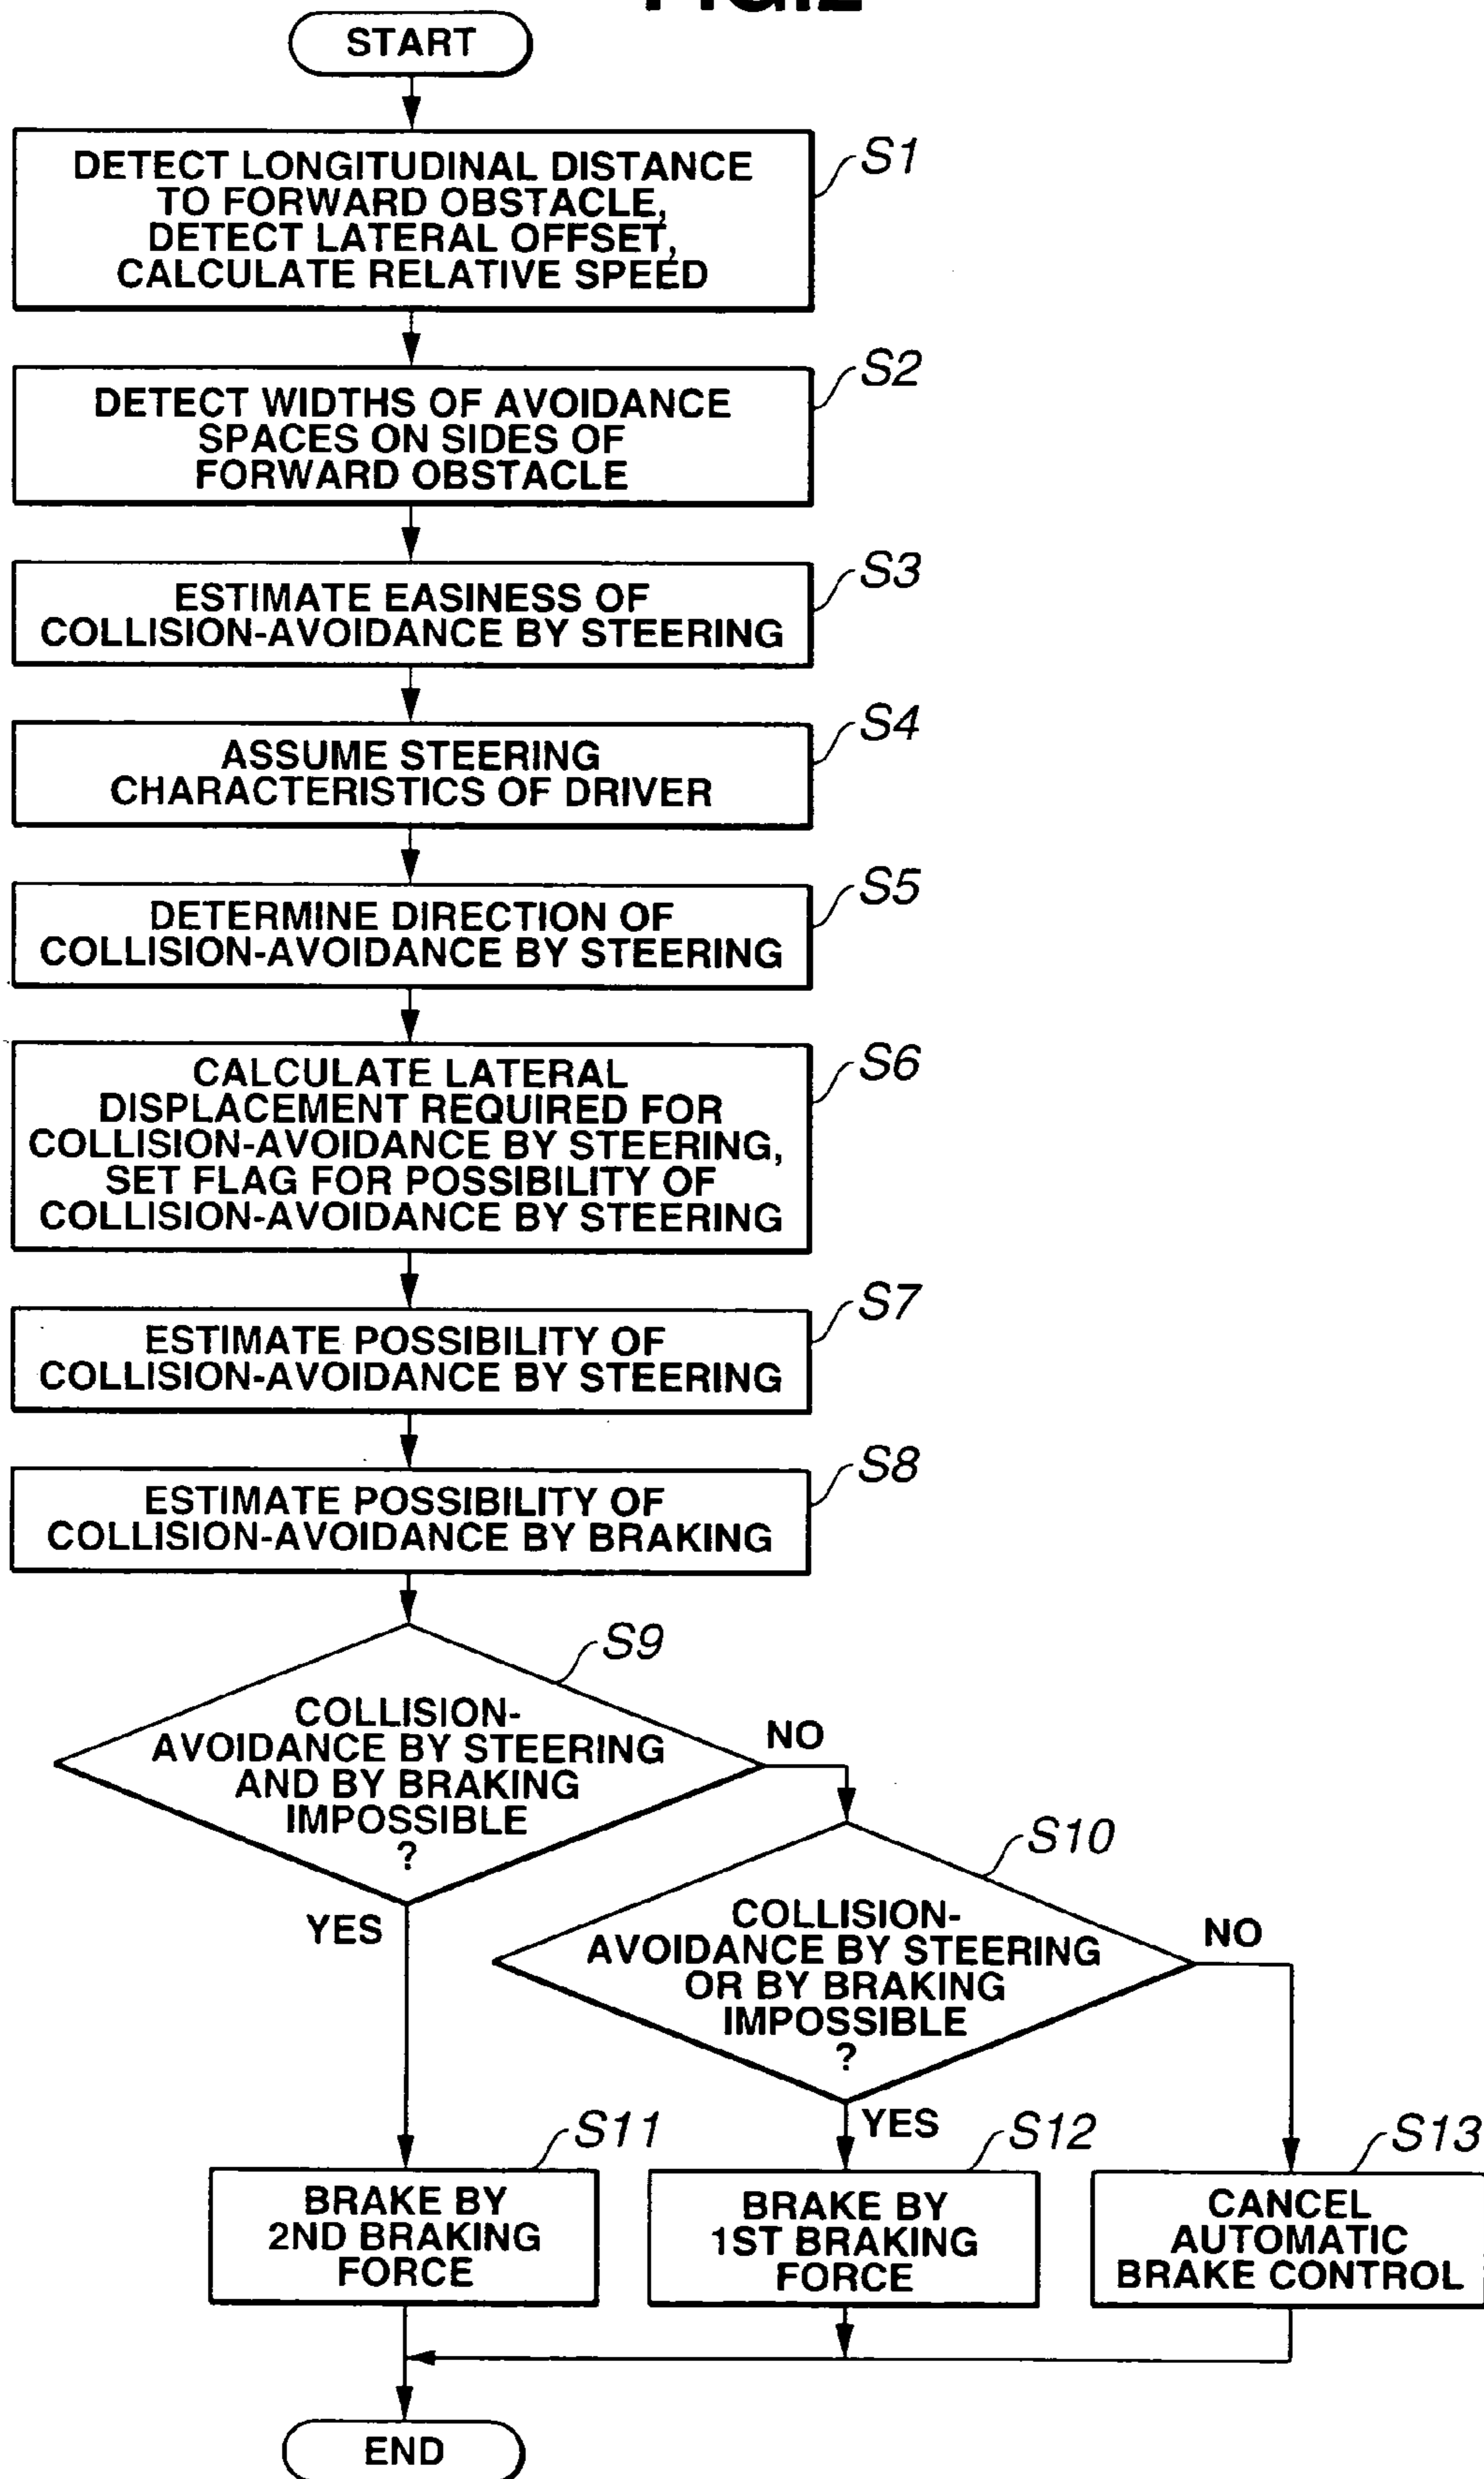 FIG.2
START
DETECT LONGITUDINAL DISTANCE
TO FORWARD OBSTACLE,
DETECT LATERAL OFFSET,
CALCULATE RELATIVE SPEED
S1
DETECT WIDTHS OF AVOIDANCE
SPACES ON SIDES OF
FORWARD OBSTACLE
S2
ESTIMATE EASINESS OF
COLLISION-AVOIDANCE BY STEERING
S3
ASSUME STEERING
CHARACTERISTICS OF DRIVER
S4
DETERMINE DIRECTION OF
COLLISION-AVOIDANCE BY STEERING
S5
CALCULATE LATERAL
DISPLACEMENT REQUIRED FOR
COLLISION-AVOIDANCE BY STEERING,
SET FLAG FOR POSSIBILITY OF
COLLISION-AVOIDANCE BY STEERING
S6
ESTIMATE POSSIBILITY OF
COLLISION-AVOIDANCE BY STEERING
S7
ESTIMATE POSSIBILITY OF
COLLISION-AVOIDANCE BY BRAKING
S8
COLLISION-
AVOIDANCE BY STEERING
AND BY BRAKING
IMPOSSIBLE
?
S9
NO
YES
COLLISION-
AVOIDANCE BY STEERING
OR BY BRAKING
IMPOSSIBLE
?
S10
NO
YES
BRAKE BY
2ND BRAKING
FORCE
S11
BRAKE BY
1ST BRAKING
FORCE
S12
CANCEL
AUTOMATIC
BRAKE CONTROL
S13
END